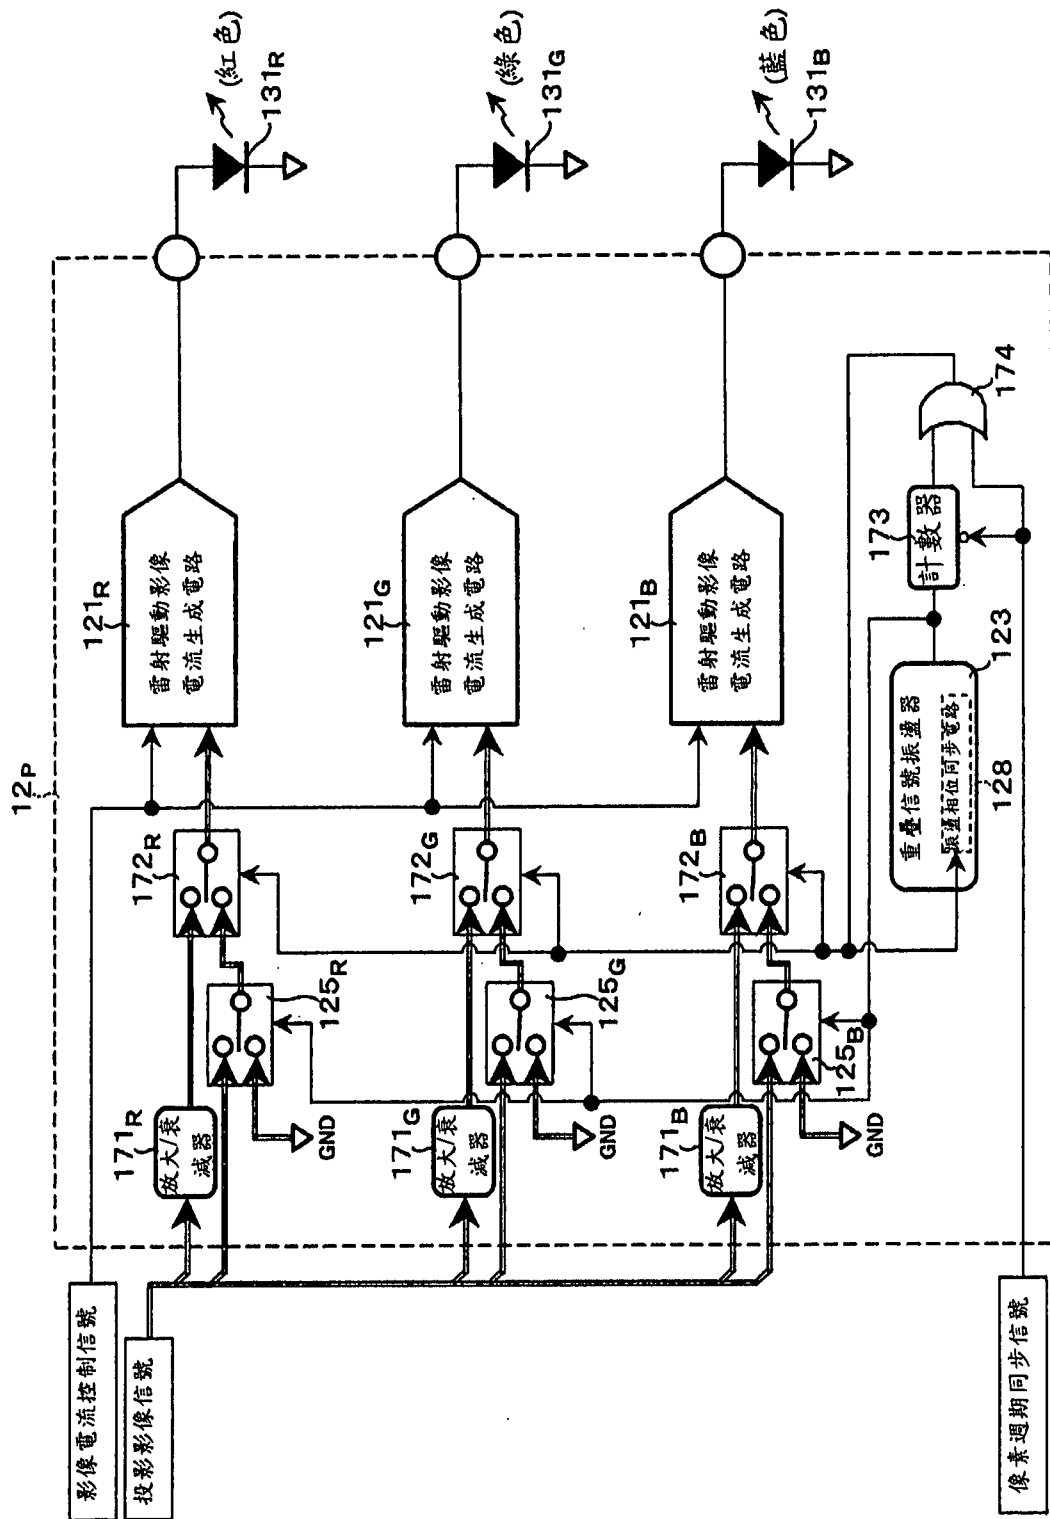 影像電流控制信號
投影影像信號
像素週期同步信號
12P
171R
放大/衰
減器
172R
125R
GND
121R
雷射驅動影像
電流生成電路
(紅色)
131R
171G
放大/衰
減器
172G
125G
GND
121G
雷射驅動影像
電流生成電路
(綠色)
131G
171B
放大/衰
減器
172B
125B
GND
121B
雷射驅動影像
電流生成電路
(藍色)
131B
重疊信號振盪器
振盪相位同步電路
128
123
173
計數器
174